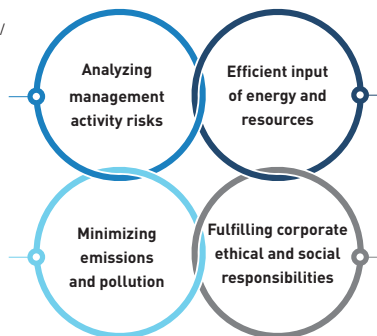 /
Analyzing
management
activity risks
Efficient input
of energy and
resources
Minimizing
emissions
and pollution
Fulfilling corporate
ethical and social
responsibilities